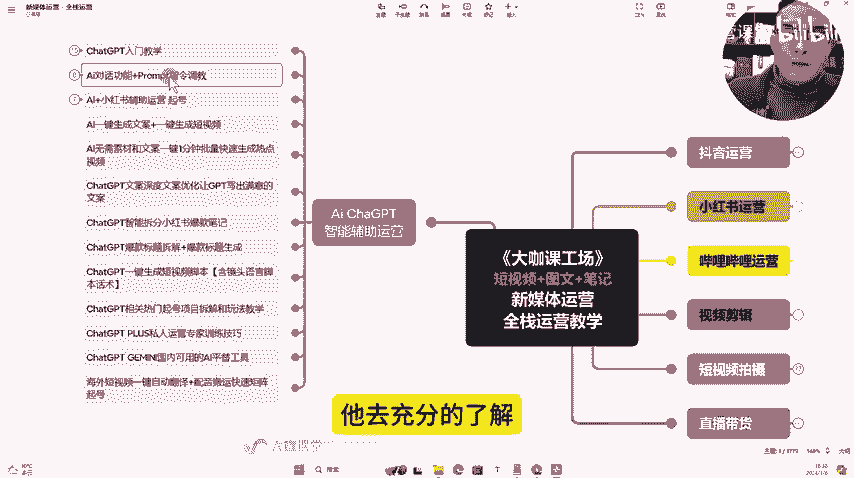 新媒体运营·全栈运营
ChatGPT入门教学
Ai对话功能+Prompt指令调教
AI+小红书辅助运营 起号
AI一键生成文案+一键生成短视频
AI无需素材和文案一键1分钟批量快速生成热点
视频
ChatGPT文案深度文案优化让GPT写出满意的
文案
ChatGPT智能拆分小红书爆款笔记
ChatGPT爆款标题拆解+爆款标题生成
ChatGPT一键生成短视频脚本【含镜头语言脚
本话术】
ChatGPT相关热门起号项目拆解和玩法教学
ChatGPT PLUS私人运营专家训练技巧
ChatGPT GEMINI国内可用的AI平替工具
海外短视频一键自动翻译+配音搬运快速矩阵
起号
Ai ChaGPT
智能辅助运营
《大咖课工场》
短视频+图文+笔记
新媒体运营
全栈运营教学
抖音运营
小红书运营
哔哩哔哩运营
视频剪辑
短视频拍摄
直播带货
他去充分的了解
bilibili